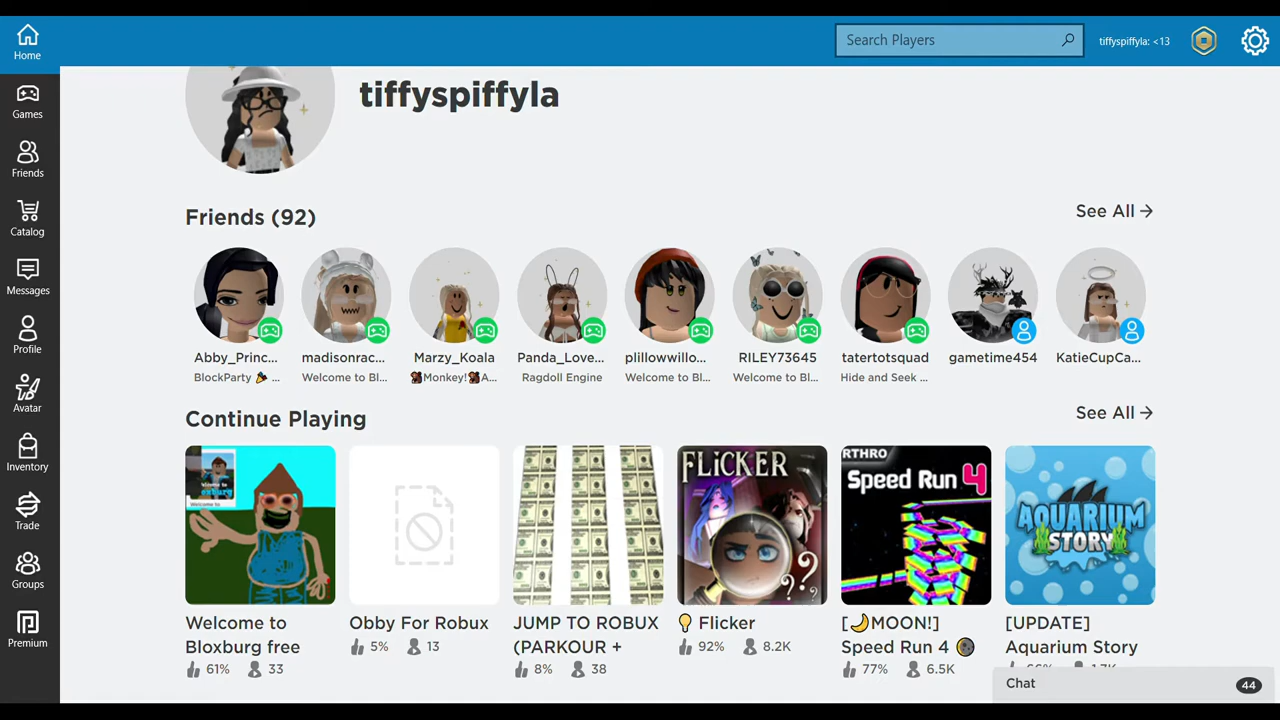 Home
Search Players
tiffyspiffyla: <13
Games
Friends
Catalog
Messages
Profile
Avatar
Inventory
Trade
Groups
Premium
tiffyspiffyla
Friends (92)
See All
Abby_Princ...
BlockParty 🎉 ...
madisonrac...
Welcome to Bl...
Marzy_Koala
🐒Monkey!🐒A...
Panda_Love...
Ragdoll Engine
plillowwillo...
Welcome to Bl...
RILEY73645
Welcome to Bl...
tatertotsquad
Hide and Seek ...
gametime454
KatieCupCa...
Continue Playing
See All
Welcome to
Welcome to
Bloxburg free
61% 33
Obby For Robux
5% 13
JUMP TO ROBUX
(PARKOUR +
8% 38
FLICKER
??
💡 Flicker
92% 8.2K
RTHRO
Speed Run 4
[🌙MOON!]
Speed Run 4 🌑
77% 6.5K
AQUARIUM
STORY
[UPDATE]
Aquarium Story
Chat
44